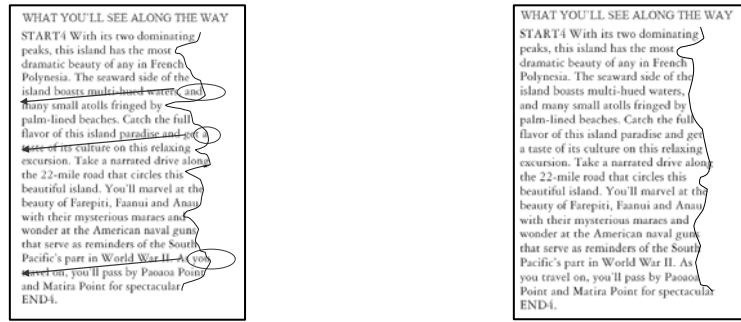 WHAT YOU'LL SEE ALONG THE WAY
START4 With its two dominating
peaks, this island has the most
dramatic beauty of any in French
Polynesia. The seaward side of the
island boasts multi-hued waters, and
many small atolls fringed by
palm-lined beaches. Catch the full
flavor of this island paradise and get a
taste of its culture on this relaxing
excursion. Take a narrated drive along
the 22-mile road that circles this
beautiful island. You'll marvel at the
beauty of Farepiti, Faanui and Anau
with their mysterious maraes and
wonder at the American naval guns
that serve as reminders of the South
Pacific's part in World War II. As you
travel on, you'll pass by Paoaoa Point
and Matira Point for spectacular
END4.
WHAT YOU'LL SEE ALONG THE WAY
START4 With its two dominating
peaks, this island has the most
dramatic beauty of any in French
Polynesia. The seaward side of the
island boasts multi-hued waters,
and many small atolls fringed by
palm-lined beaches. Catch the full
flavor of this island paradise and get
a taste of its culture on this relaxing
excursion. Take a narrated drive along
the 22-mile road that circles this
beautiful island. You'll marvel at the
beauty of Farepiti, Faanui and Anau
with their mysterious maraes and
wonder at the American naval guns
that serve as reminders of the South
Pacific's part in World War II. As
you travel on, you'll pass by Paoaoa
Point and Matira Point for spectacular
END4.